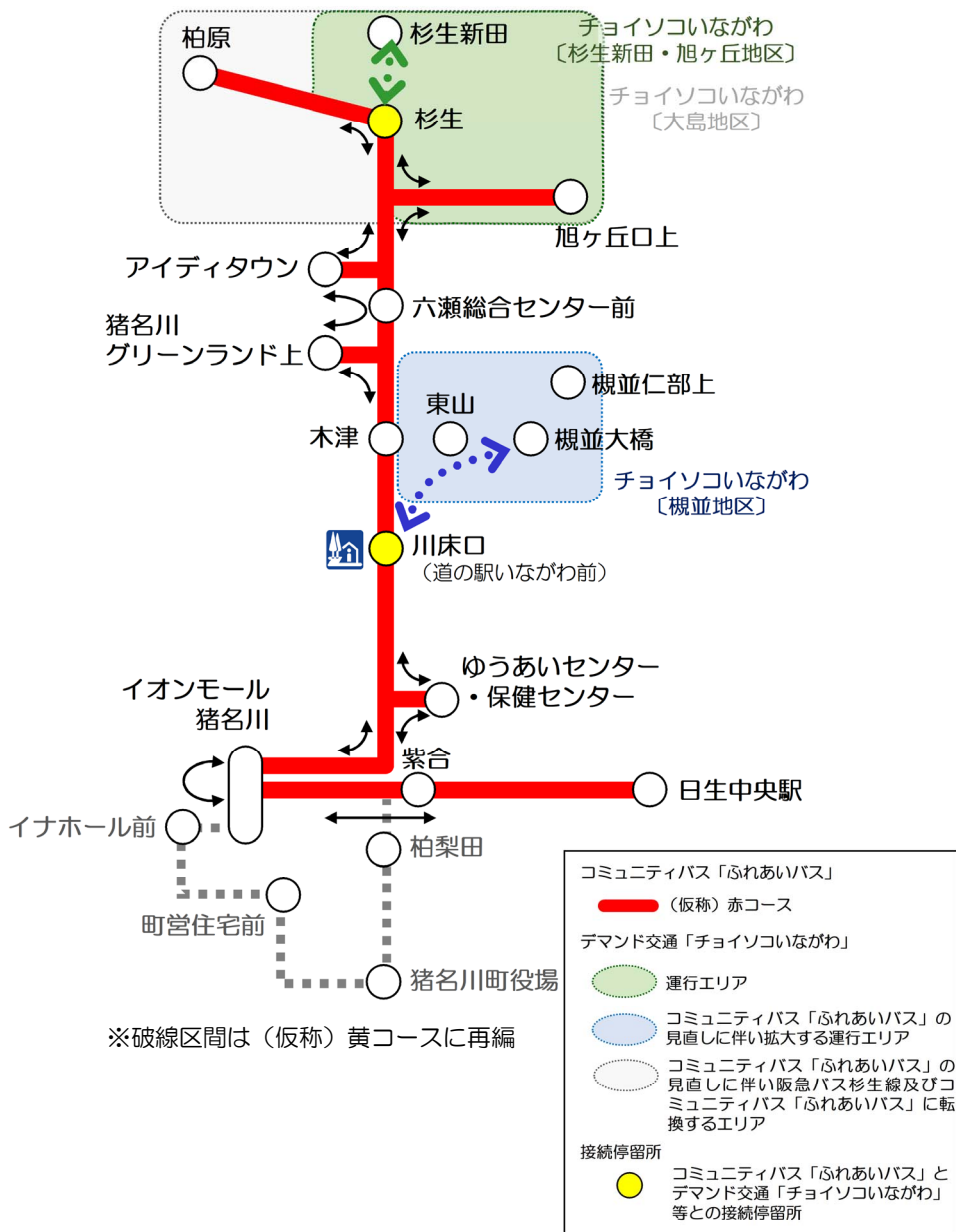 柏原
杉生新田
チョイソコいながわ
〔杉生新田・旭ヶ丘地区〕
チョイソコいながわ
〔大島地区〕
杉生
旭ヶ丘口上
アイディタウン
六瀬総合センター前
猪名川
グリーンランド上
槻並仁部上
東山
木津
槻並大橋
チョイソコいながわ
〔槻並地区〕
川床口
（道の駅いながわ前）
ゆうあいセンター
・保健センター
イオンモール
猪名川
紫合
日生中央駅
イナホール前
柏梨田
町営住宅前
猪名川町役場
※破線区間は（仮称）黄コースに再編
コミュニティバス「ふれあいバス」
（仮称）赤コース
デマンド交通「チョイソコいながわ」
運行エリア
コミュニティバス「ふれあいバス」の
見直しに伴い拡大する運行エリア
コミュニティバス「ふれあいバス」の
見直しに伴い阪急バス杉生線及びコ
ミュニティバス「ふれあいバス」に転
換するエリア
接続停留所
コミュニティバス「ふれあいバス」と
デマンド交通「チョイソコいながわ」
等との接続停留所